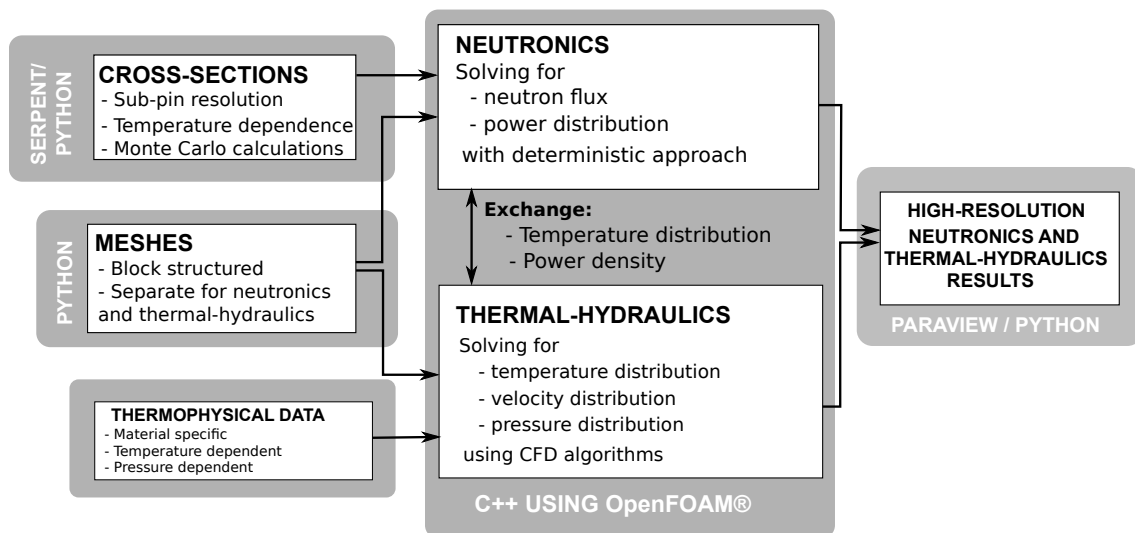 SERPENT/
PYTHON
CROSS-SECTIONS
- Sub-pin resolution
- Temperature dependence
- Monte Carlo calculations
PYTHON
MESHES
- Block structured
- Separate for neutronics
and thermal-hydraulics
THERMOPHYSICAL DATA
- Material specific
- Temperature dependent
- Pressure dependent
NEUTRONICS
Solving for
- neutron flux
- power distribution
with deterministic approach
Exchange:
- Temperature distribution
- Power density
THERMAL-HYDRAULICS
Solving for
- temperature distribution
- velocity distribution
- pressure distribution
using CFD algorithms
C++ USING OpenFOAM®
HIGH-RESOLUTION
NEUTRONICS AND
THERMAL-HYDRAULICS
RESULTS
PARAVIEW / PYTHON